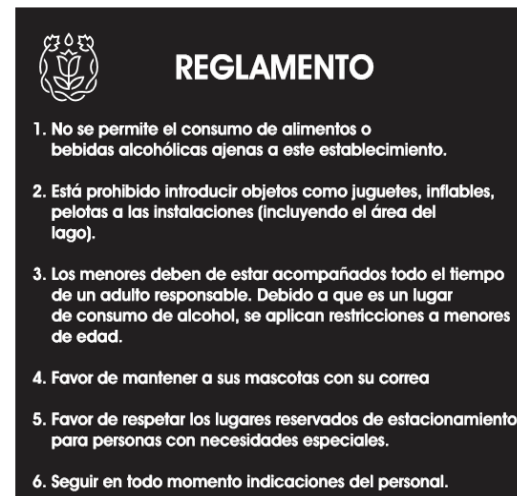 REGLAMENTO
1. No se permite el consumo de alimentos o
bebidas alcohólicas ajenas a este establecimiento.
2. Está prohibido introducir objetos como juguetes, inflables,
pelotas a las instalaciones (incluyendo el área del
lago).
3. Los menores deben de estar acompañados todo el tiempo
de un adulto responsable. Debido a que es un lugar
de consumo de alcohol, se aplican restricciones a menores
de edad.
4. Favor de mantener a sus mascotas con su correa
5. Favor de respetar los lugares reservados de estacionamiento
para personas con necesidades especiales.
6. Seguir en todo momento indicaciones del personal.